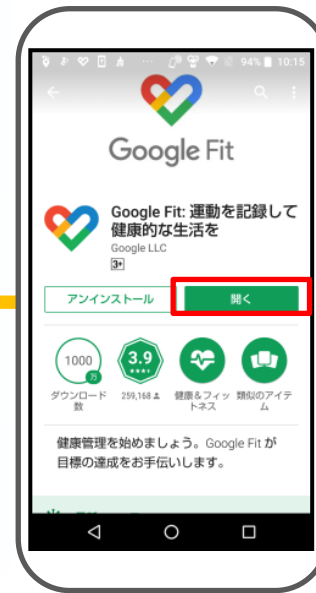 94% 10:15
Google Fit
Google Fit: 運動を記録して
健康的な生活を
Google LLC
3+
アンインストール
開く
1000
万
ダウンロード
数
3.9
259,168
健康&フィッ
トネス
類似のアイテ
ム
健康管理を始めましょう。Google Fit が
目標の達成をお手伝いします。